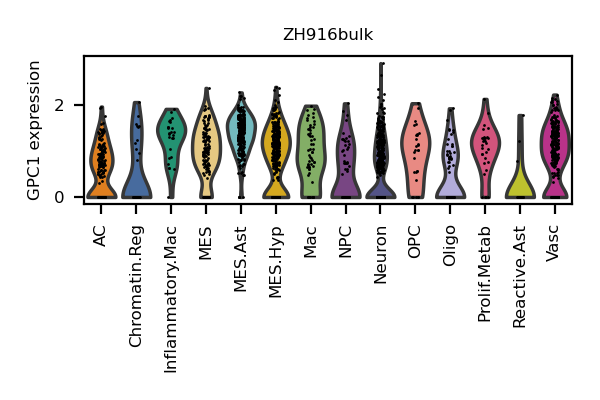 ZH916bulk
GPC1 expression
2
0
AC
Chromatin.Reg
Inflammatory.Mac
MES
MES.Ast
MES.Hyp
Mac
NPC
Neuron
OPC
Oligo
Prolif.Metab
Reactive.Ast
Vasc